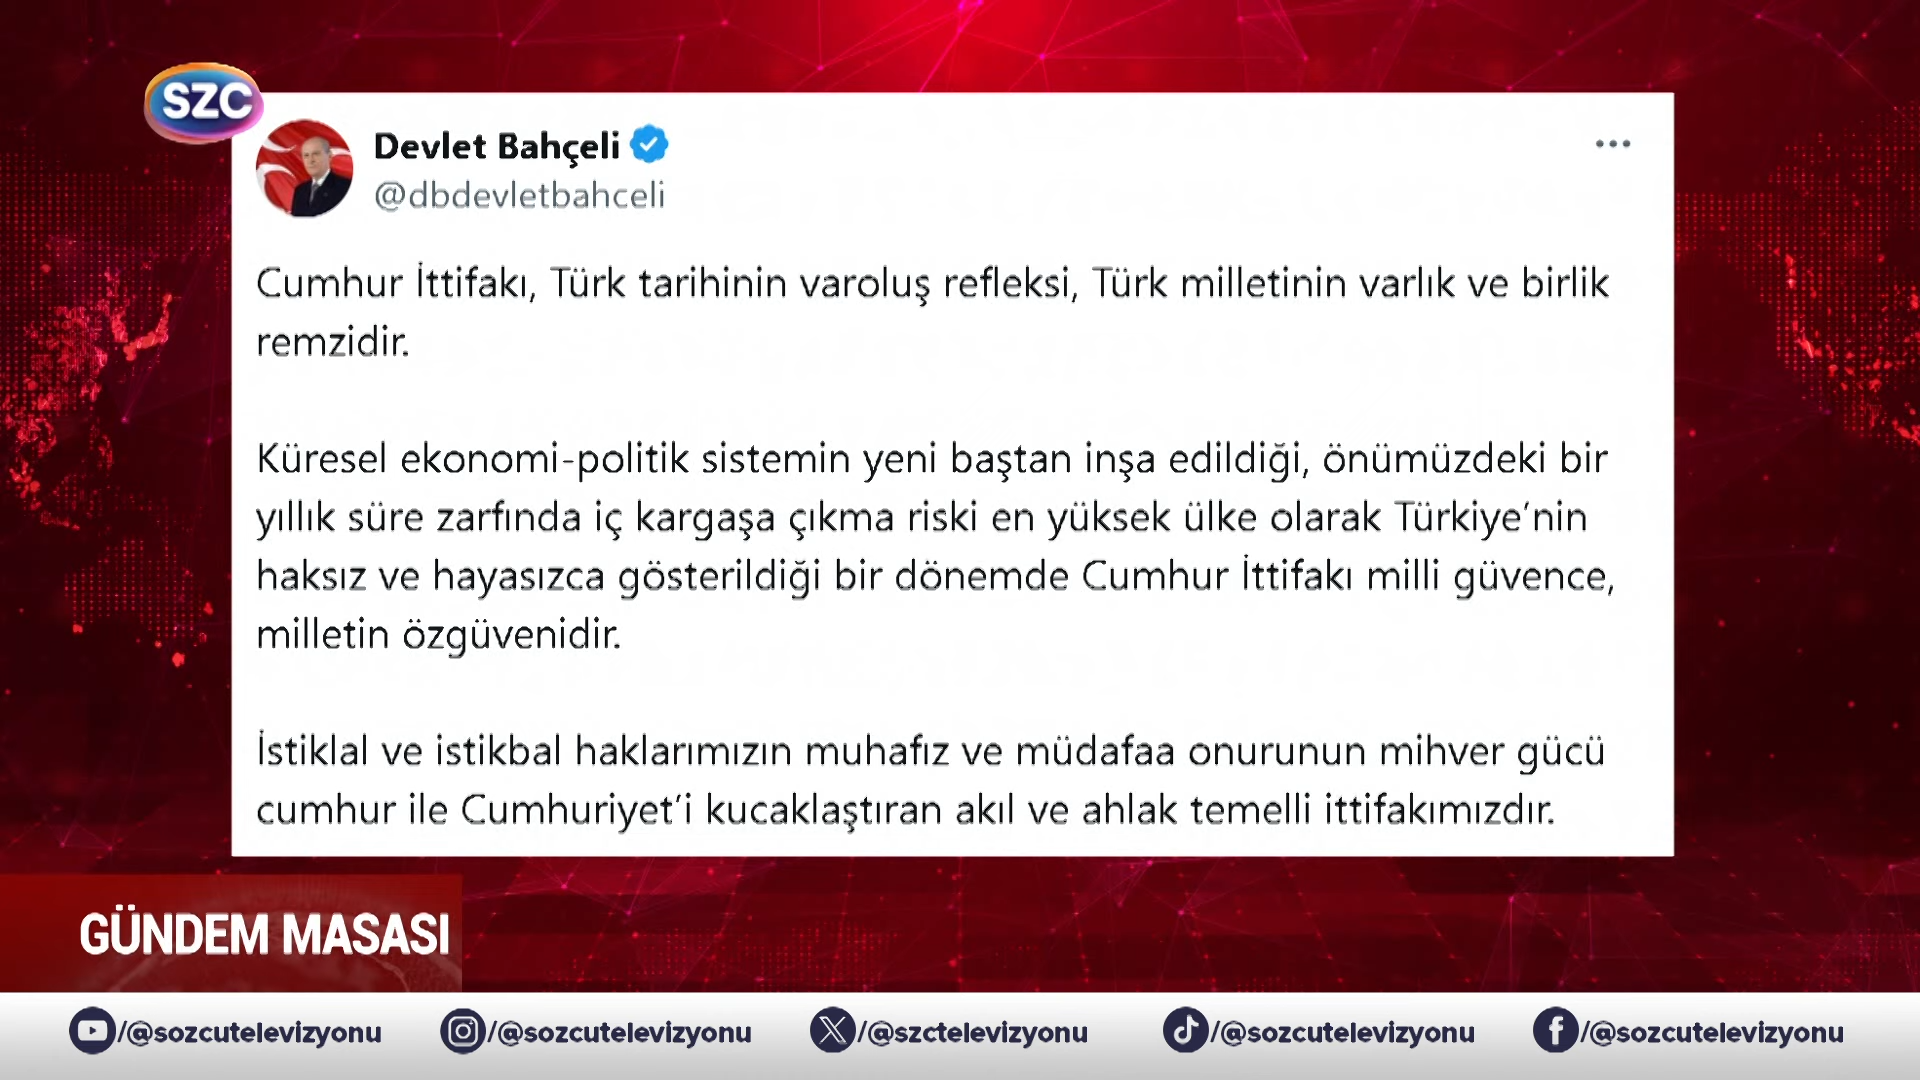 SZC
Devlet Bahçeli
@dbdevletbahceli
Cumhur İttifakı, Türk tarihinin varoluş refleksi, Türk milletinin varlık ve birlik
remzidir.
Küresel ekonomi-politik sistemin yeni baştan inşa edildiği, önümüzdeki bir
yıllık süre zarfında iç kargaşa çıkma riski en yüksek ülke olarak Türkiye'nin
haksız ve hayasızca gösterildiği bir dönemde Cumhur İttifakı milli güvence,
milletin özgüvenidir.
İstiklal ve istikbal haklarımızın muhafız ve müdafaa onurunun mihver gücü
cumhur ile Cumhuriyet'i kucaklaştıran akıl ve ahlak temelli ittifakımızdır.
GÜNDEM MASASI
/@sozcutelevizyonu /@sozcutelevizyonu /@szctelevizyonu /@sozcutelevizyonu /@sozcutelevizyonu